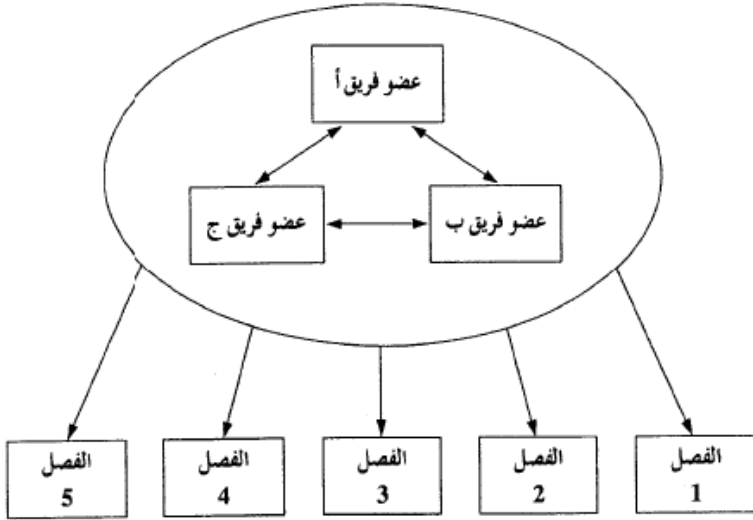 عضو فريق أ
عضو فريق ب
عضو فريق ج
الفصل
1
الفصل
2
الفصل
3
الفصل
4
الفصل
5